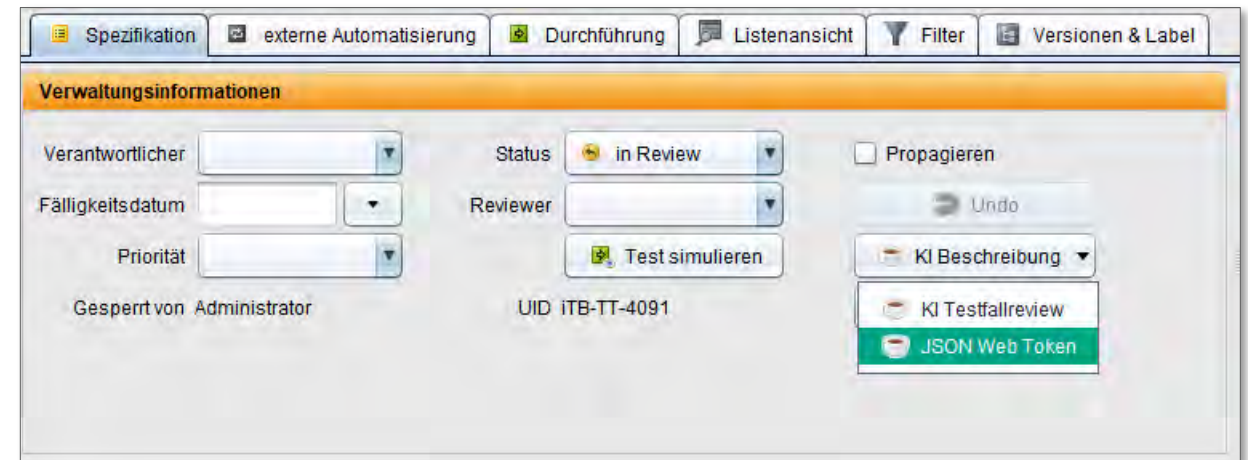 Spezifikation externe Automatisierung Durchführung Listenansicht Filter Versionen & Label
Verwaltungsinformationen
Verantwortlicher Status in Review Propagieren
Fälligkeitsdatum Reviewer Undo
Priorität Test simulieren KI Beschreibung
Gesperrt von Administrator UID iTB-TT-4091 KI Testfallreview
JSON Web Token